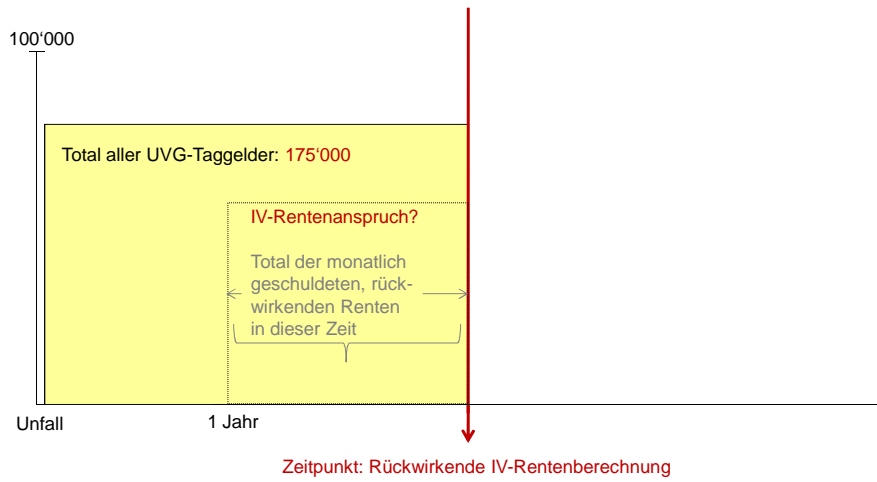 100‘000
Total aller UVG-Taggelder: 175‘000
IV-Rentenanspruch?
Total der monatlich
geschuldeten, rück-
wirkenden Renten
in dieser Zeit
Unfall
1 Jahr
Zeitpunkt: Rückwirkende IV-Rentenberechnung